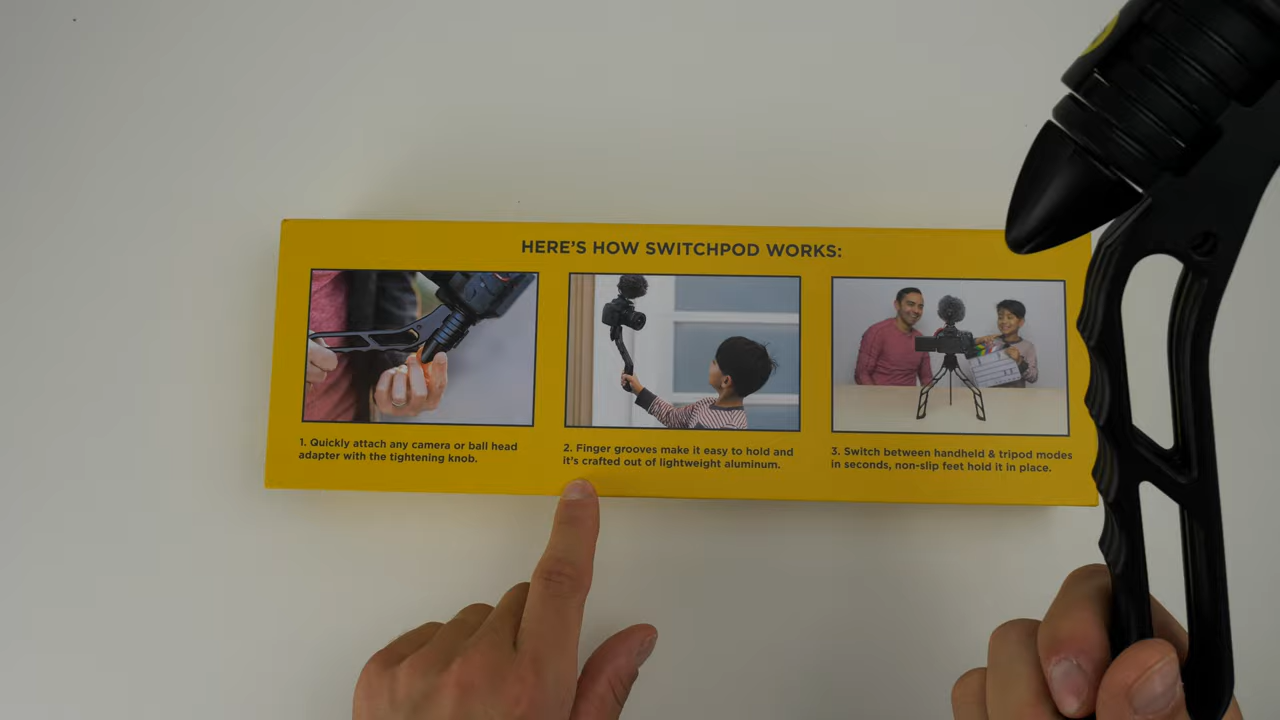 HERE'S HOW SWITCHPOD WORKS:
1. Quickly attach any camera or ball head
adapter with the tightening knob.
2. Finger grooves make it easy to hold and
it's crafted out of lightweight aluminum.
3. Switch between handheld & tripod modes
in seconds, non-slip feet hold it in place.